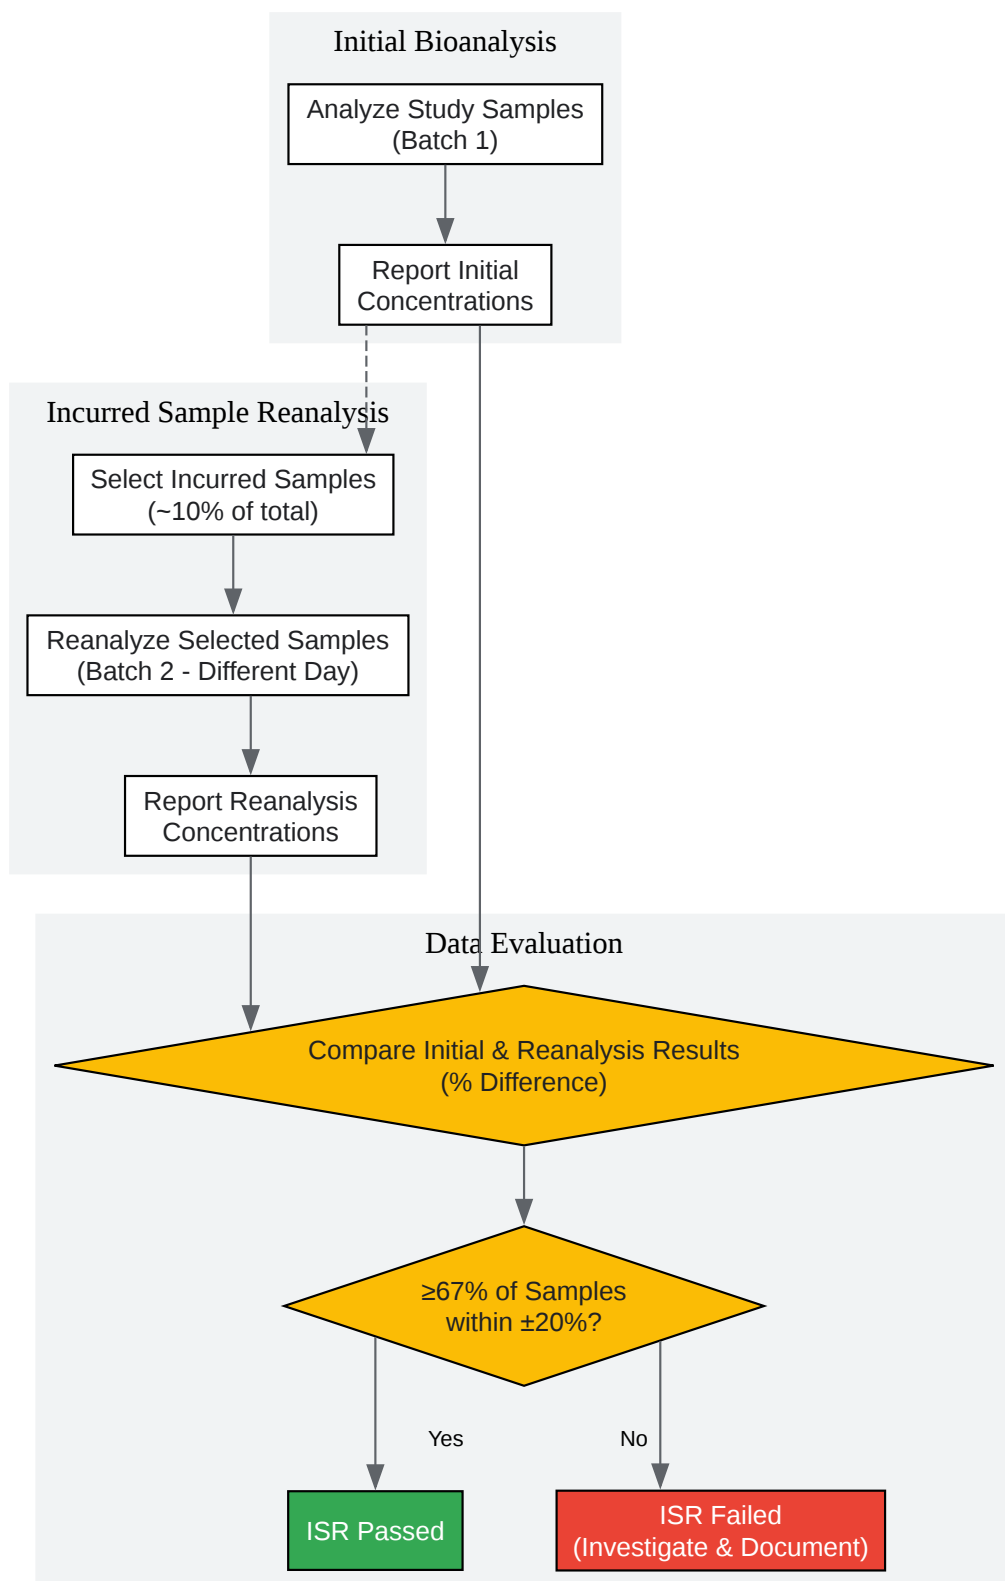 Initial Bioanalysis
Analyze Study Samples
(Batch 1)
Report Initial
Concentrations
Incurred Sample Reanalysis
Select Incurred Samples
(~10% of total)
Reanalyze Selected Samples
(Batch 2 - Different Day)
Report Reanalysis
Concentrations
Data Evaluation
Compare Initial & Reanalysis Results
(% Difference)
≥67% of Samples
within ±20%?
Yes
No
ISR Passed
ISR Failed
(Investigate & Document)